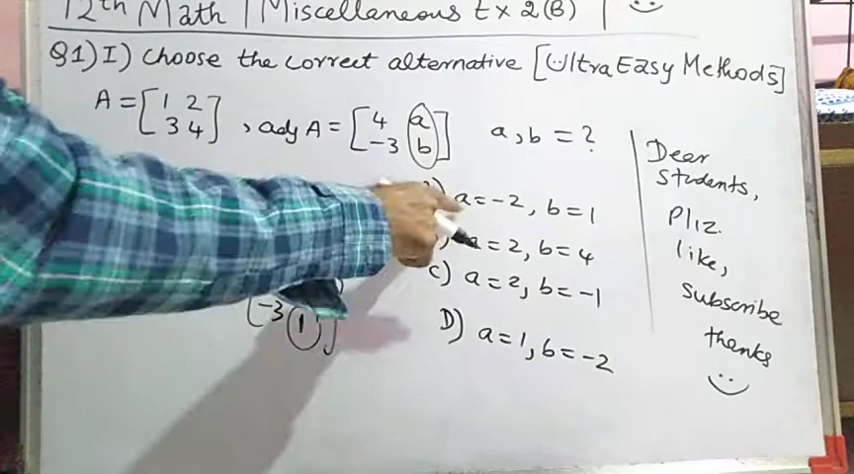 12th Math | Miscellaneous Ex 2(B) |
Q1) I) Choose the correct alternative [Ultra Easy Methods]
A = [1 2
3 4] , adj A = [4 a
-3 b] a, b = ?
a = -2, b = 1
a = 2, b = 4
C) a = 2, b = -1
D) a = 1, b = -2
-3 1
Dear
Students,
Pliz.
like,
Subscribe
thanks